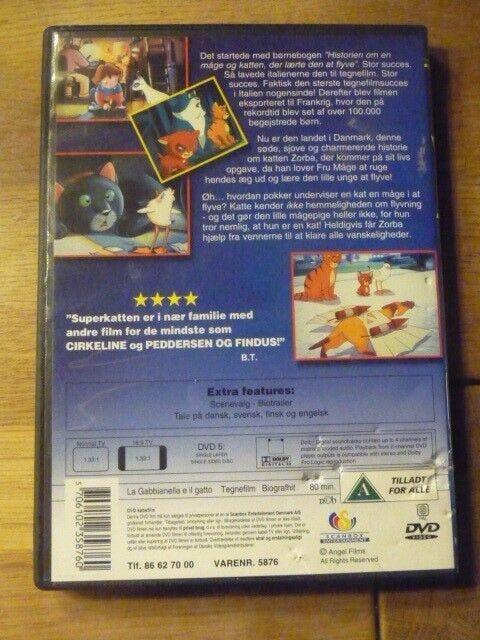 Det startede med børnebogen "Historien om en
måge og katten, der lærte den at flyve". Stor succes.
Så lavede italienerne den til tegnefilm. Stor
succes. Faktisk den største tegnefilmsucces
i Italien nogensinde! Derefter blev filmen
eksporteret til Frankrig, hvor den på
rekordtid blev set af over 100.000
begejstrede børn.
Nu er den landet i Danmark, denne
søde, sjove og charmerende historie
om katten Zorba, der kommer på sit livs
opgave, da han lover Fru Måge at ruge
hendes æg ud og lære den lille unge at flyve!
Øh... hvordan pokker underviser en kat en måge i at
flyve? Katte kender ikke hemmeligheden om flyvning
- og det gør den lille mågepige heller ikke, for hun
tror nemlig, at hun er en kat! Heldigvis får Zorba
hjælp fra vennerne til at klare alle vanskeligheder.
"Superkatten er i nær familie med
andre film for de mindste som
CIRKELINE og PEDDERSEN OG FINDUS!"
B.T.
Extra features:
Scenevalg - Biotrailer
Tale på dansk, svensk, finsk og engelsk
Normal TV
16:9 TV
1.33:1
1.33:1
DVD 5:
SINGLE LAYER
SINGLE SIDED DISC
DOLBY
DIGITAL
La Gabbianella e il gatto
Tegnefilm
Biografhit
80 min.
A
TILLADT
FOR ALLE
5706102358760
DVD købefilm
Tlf. 86 62 70 00
VARENR. 5876
SCANBOX
ENTERTAINMENT
© Angel Films
All Rights Reserved
DVD
VIDEO